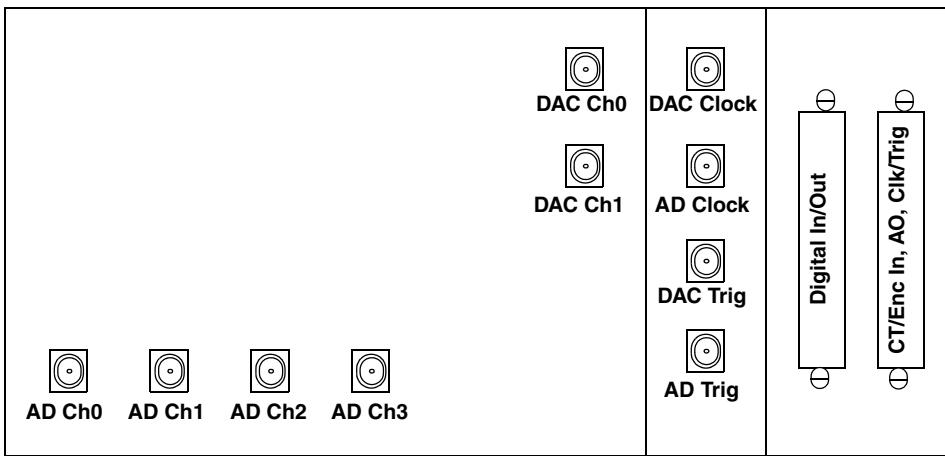 DAC Ch0
DAC Clock
DAC Ch1
AD Clock
DAC Trig
AD Trig
AD Ch0
AD Ch1
AD Ch2
AD Ch3
Digital In/Out
CT/Enc In, AO, Clk/Trig